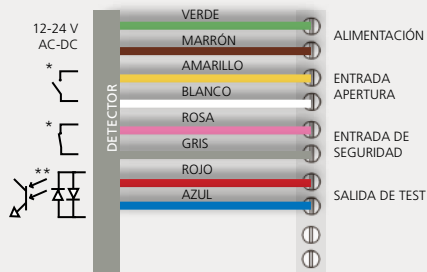 VERDE
12-24 V
AC-DC
ALIMENTACIÓN
MARRÓN
*
AMARILLO
ENTRADA
APERTURA
BLANCO
DETECTOR
*
ROSA
ENTRADA DE
SEGURIDAD
GRIS
**
ROJO
SALIDA DE TEST
AZUL